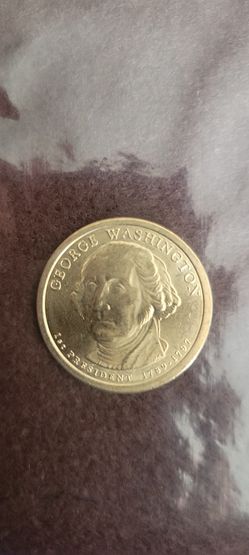 GEORGE WASHINGTON
1st PRESIDENT 1789-1797